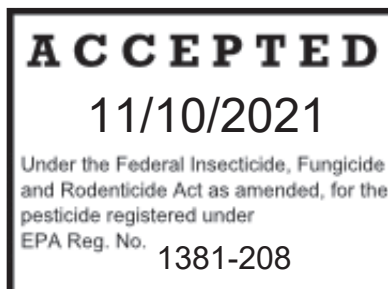 ACCEPTED
11/10/2021
Under the Federal Insecticide, Fungicide
and Rodenticide Act as amended, for the
pesticide registered under
EPA Reg. No. 1381-208